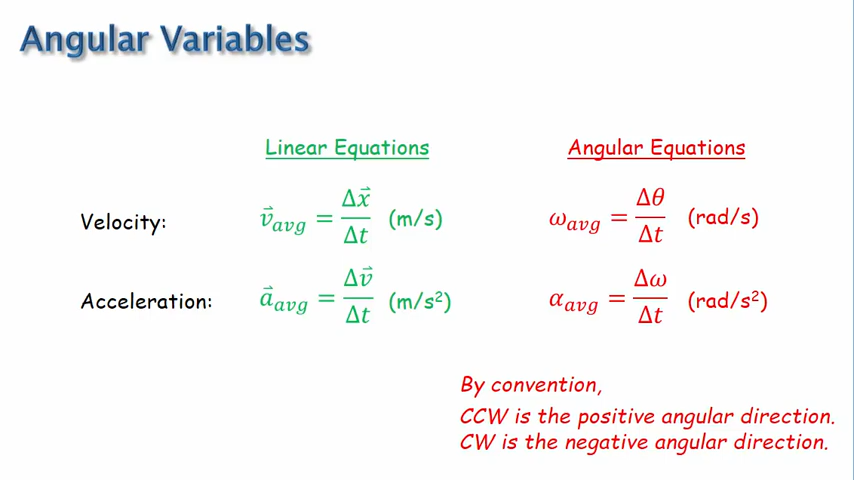 Angular Variables
Linear Equations Angular Equations
Velocity: v⃗avg = Δx⃗/Δt (m/s) ωavg = Δθ/Δt (rad/s)
Acceleration: a⃗avg = Δv⃗/Δt (m/s²) αavg = Δω/Δt (rad/s²)
By convention,
CCW is the positive angular direction.
CW is the negative angular direction.